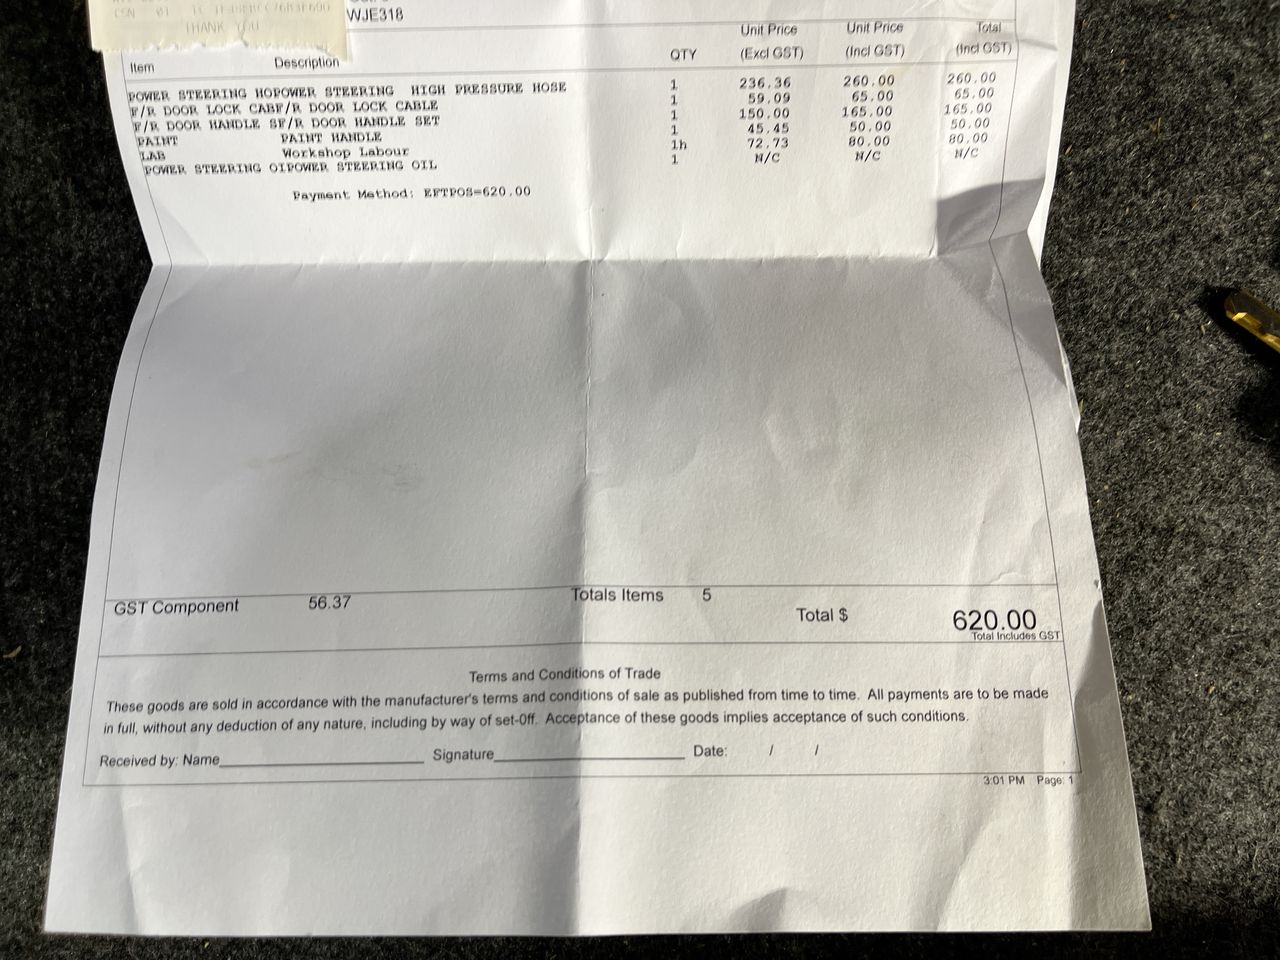 THANK YOU
WJE318
Item Description QTY Unit Price (Excl GST) Unit Price (Incl GST) Total (Incl GST)
POWER STEERING HOPOWER STEERING HIGH PRESSURE HOSE 1 236.36 260.00 260.00
F/R DOOR LOCK CABF/R DOOR LOCK CABLE 1 59.09 65.00 65.00
F/R DOOR HANDLE SF/R DOOR HANDLE SET 1 150.00 165.00 165.00
PAINT PAINT HANDLE 1 45.45 50.00 50.00
LAB Workshop Labour 1h 72.73 80.00 80.00
POWER STEERING OIPOWER STEERING OIL 1 N/C N/C N/C
Payment Method: EFTPOS=620.00
GST Component 56.37 Totals Items 5
Total $ 620.00
Total Includes GST
Terms and Conditions of Trade
These goods are sold in accordance with the manufacturer's terms and conditions of sale as published from time to time. All payments are to be made
in full, without any deduction of any nature, including by way of set-0ff. Acceptance of these goods implies acceptance of such conditions.
Received by: Name Signature Date: / /
3:01 PM Page: 1